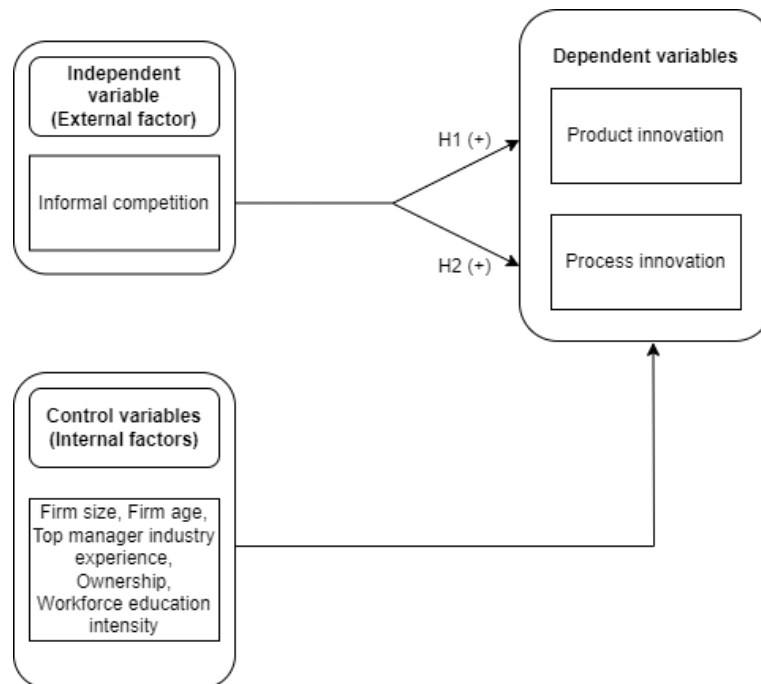 Independent
variable
(External factor)
Informal competition
H1 (+)
H2 (+)
Dependent variables
Product innovation
Process innovation
Control variables
(Internal factors)
Firm size, Firm age,
Top manager industry
experience,
Ownership,
Workforce education
intensity